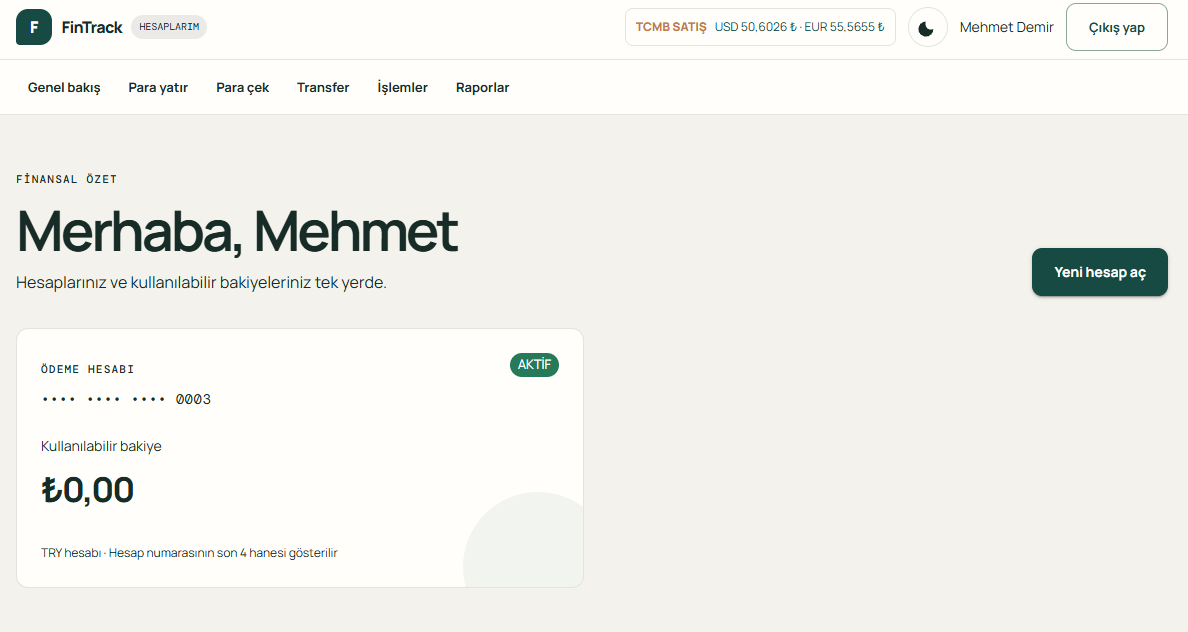 F FinTrack HESAPLARIM TCMB SATIŞ USD 50,6026 ₺ · EUR 55,5655 ₺ Mehmet Demir Çıkış yap
Genel bakış Para yatır Para çek Transfer İşlemler Raporlar
FİNANSAL ÖZET
Merhaba, Mehmet
Hesaplarınız ve kullanılabilir bakiyeleriniz tek yerde.
Yeni hesap aç
ÖDEME HESABI AKTİF
•••• •••• •••• 0003
Kullanılabilir bakiye
₺0,00
TRY hesabı · Hesap numarasının son 4 hanesi gösterilir